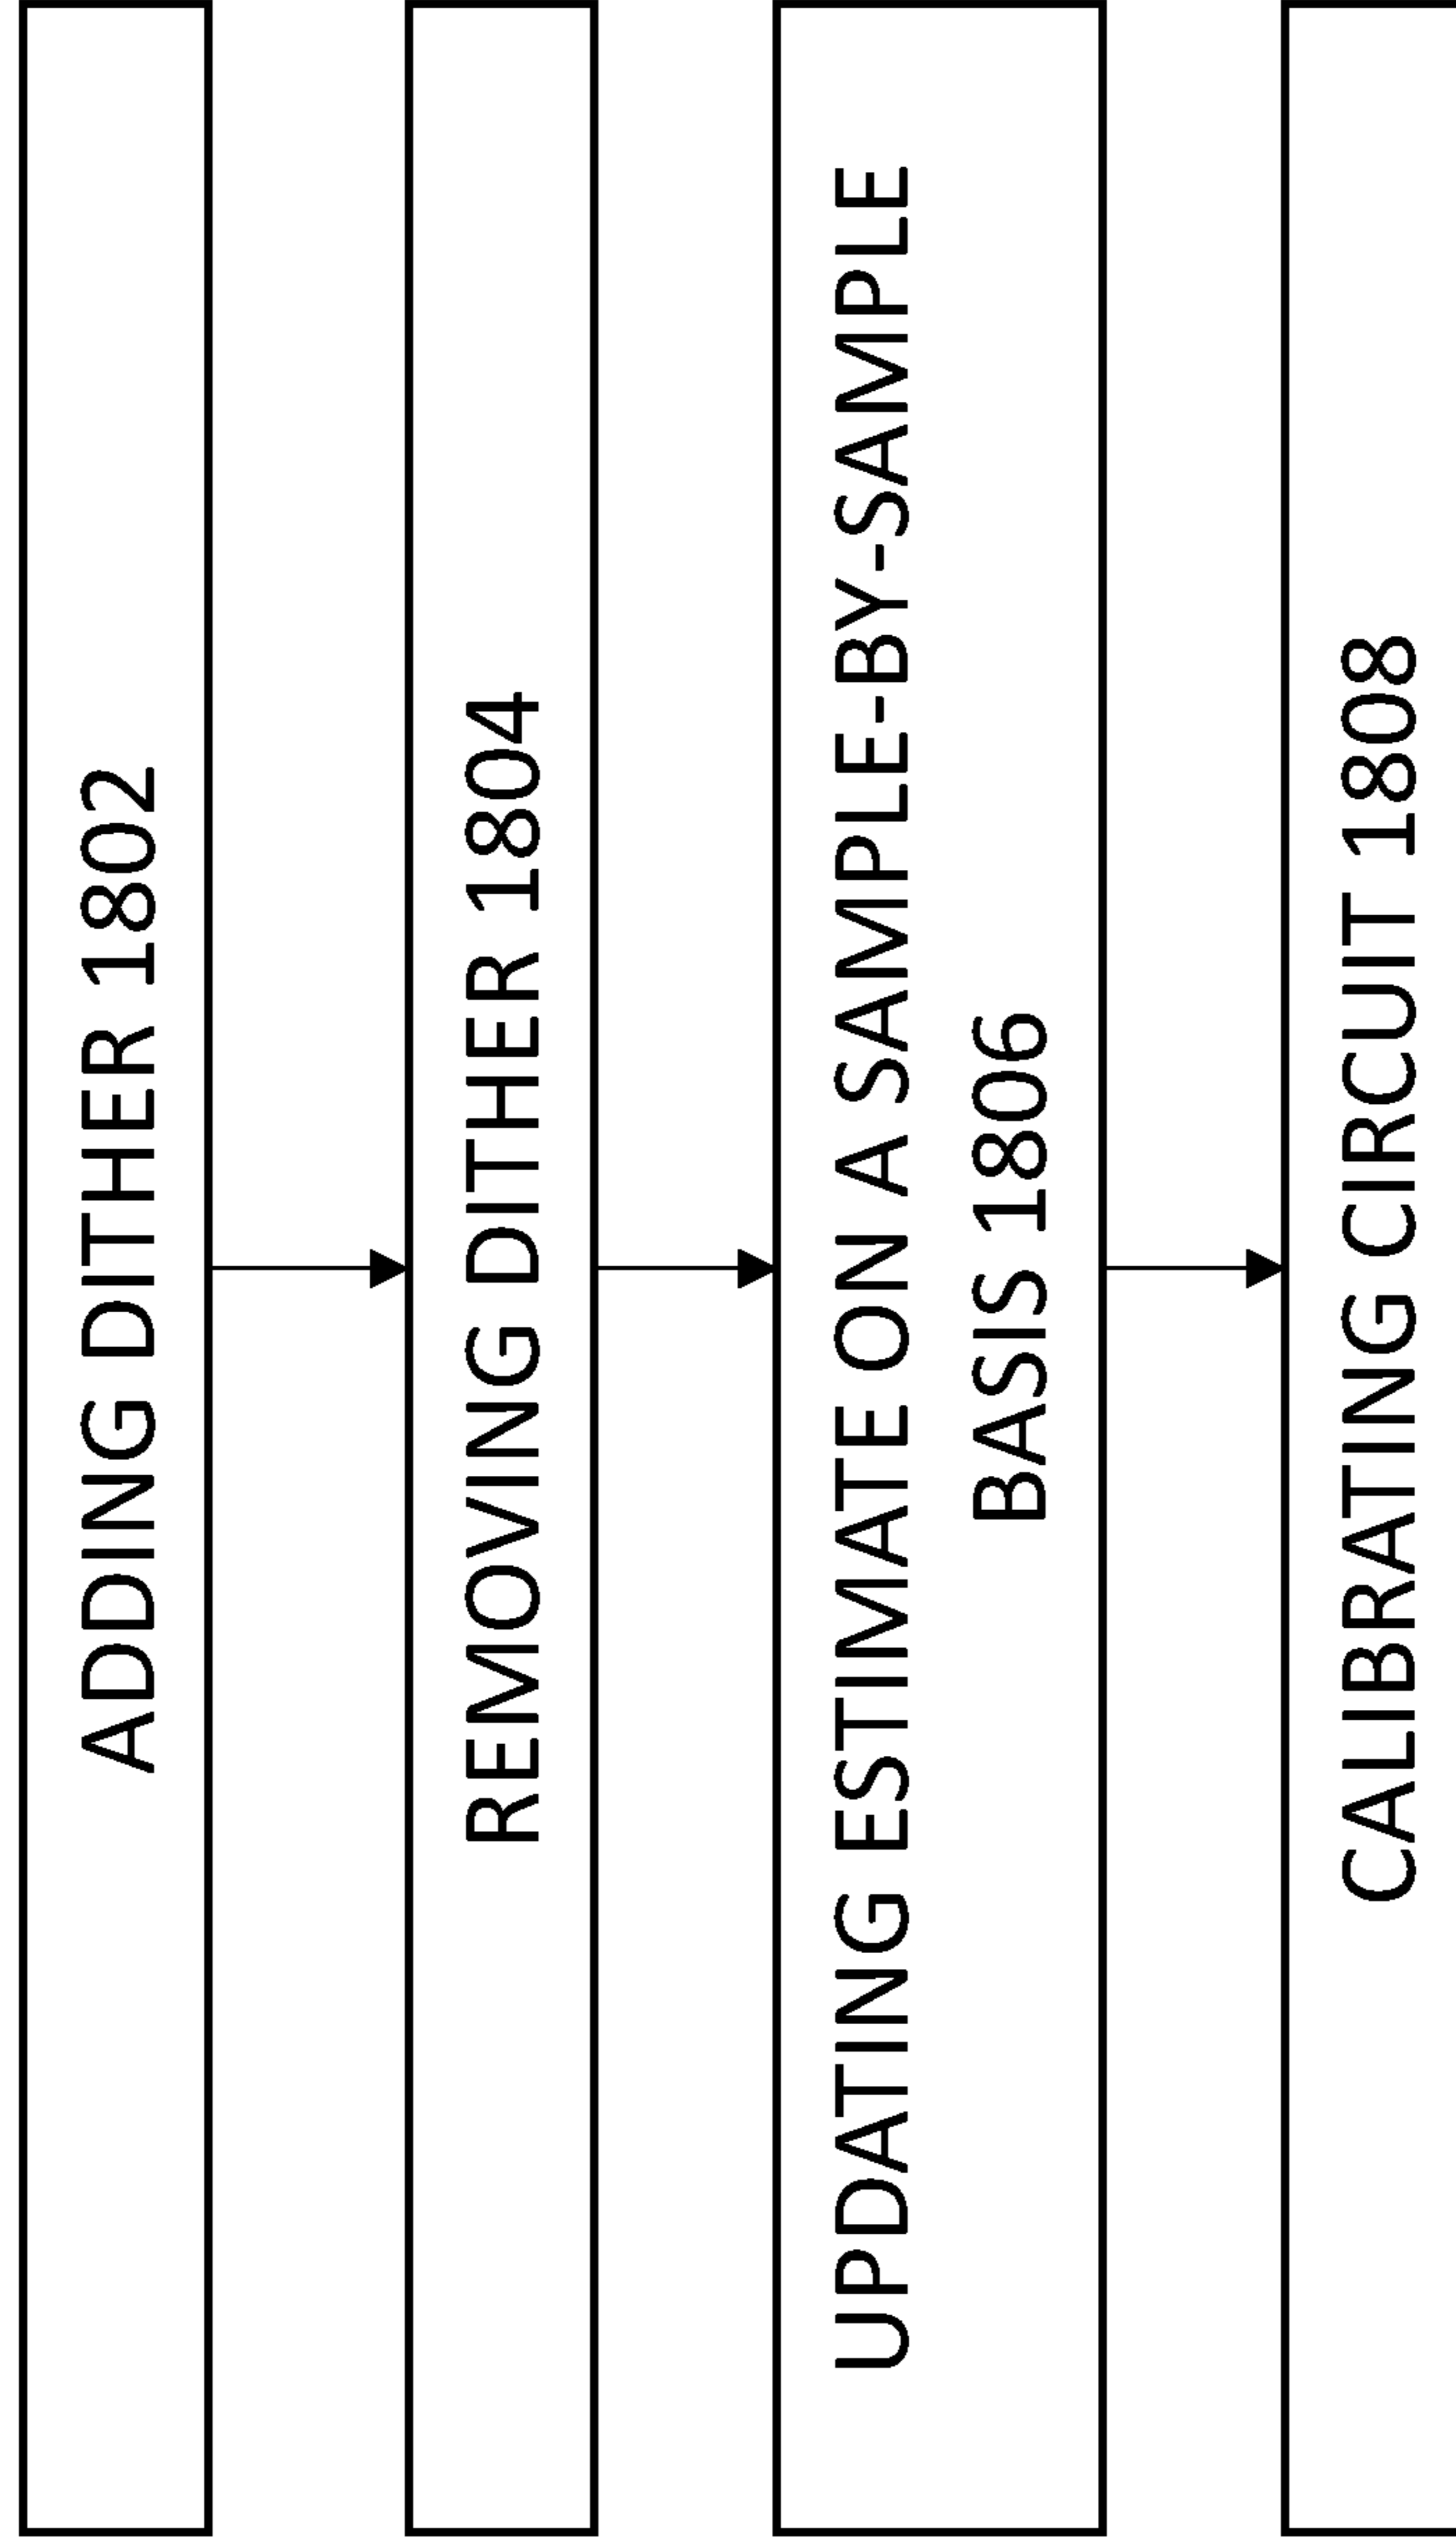 ADDING DITHER 1802
REMOVING DITHER 1804
UPDATING ESTIMATE ON A SAMPLE-BY-SAMPLE
BASIS 1806
CALIBRATING CIRCUIT 1808